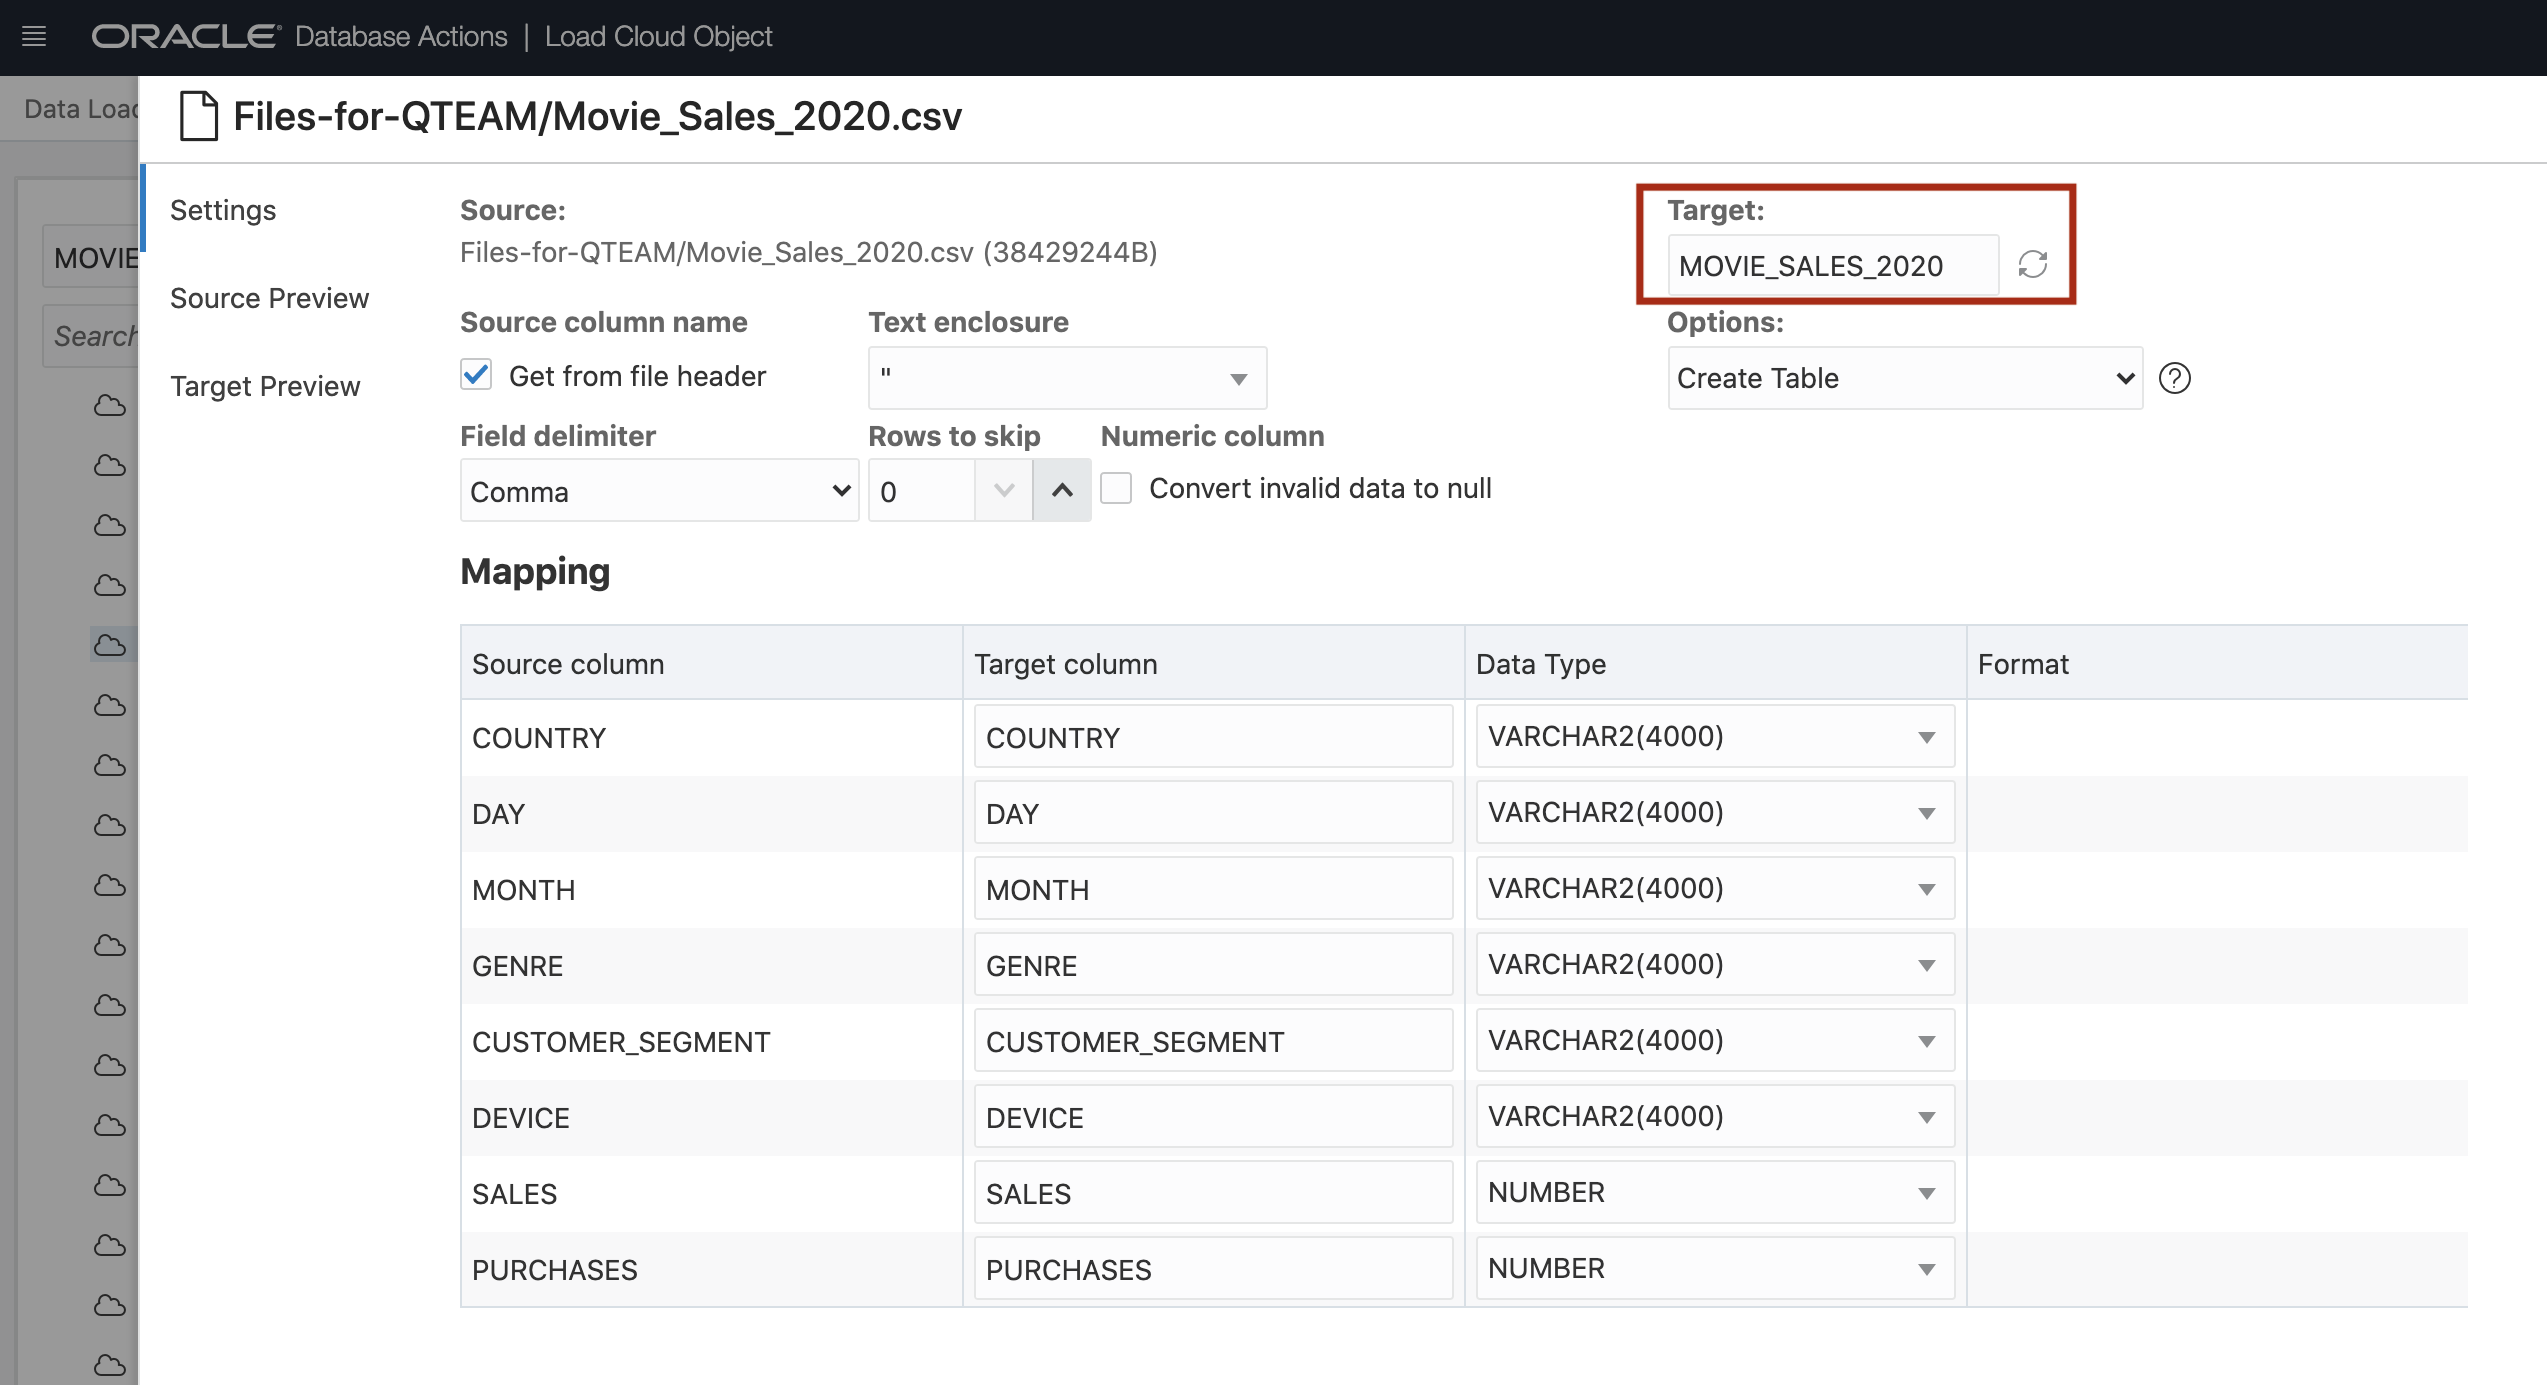 ORACLE Database Actions | Load Cloud Object
Data Load
Files-for-QTEAM/Movie_Sales_2020.csv
MOVIE
Search
Settings
Source Preview
Target Preview
Source:
Files-for-QTEAM/Movie_Sales_2020.csv (38429244B)
Target:
MOVIE_SALES_2020
Source column name
Get from file header
Text enclosure
"
Options:
Create Table
?
Field delimiter
Comma
Rows to skip
0
Numeric column
Convert invalid data to null
Mapping
Source column Target column Data Type Format
COUNTRY COUNTRY VARCHAR2(4000)
DAY DAY VARCHAR2(4000)
MONTH MONTH VARCHAR2(4000)
GENRE GENRE VARCHAR2(4000)
CUSTOMER_SEGMENT CUSTOMER_SEGMENT VARCHAR2(4000)
DEVICE DEVICE VARCHAR2(4000)
SALES SALES NUMBER
PURCHASES PURCHASES NUMBER